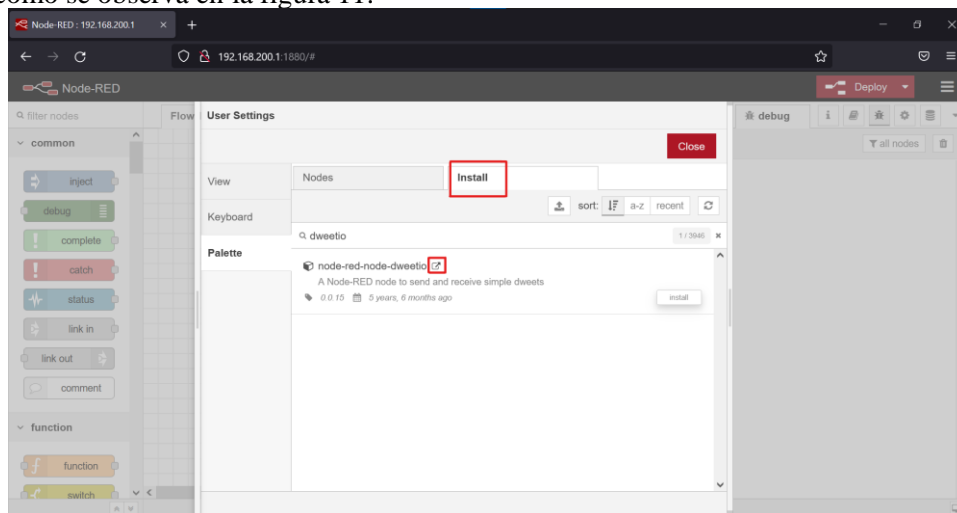 como se observa en la figura 11.
Node-RED : 192.168.200.1
192.168.200.1:1880/#
Node-RED
Deploy
filter nodes
Flow
User Settings
debug
i
common
Close
all nodes
inject
View
Nodes
Install
debug
Keyboard
sort:
a-z
recent
complete
dweetio
1 / 3946
catch
Palette
node-red-node-dweetio
A Node-RED node to send and receive simple dweets
status
0.0.15
5 years, 6 months ago
install
link in
link out
comment
function
function
switch